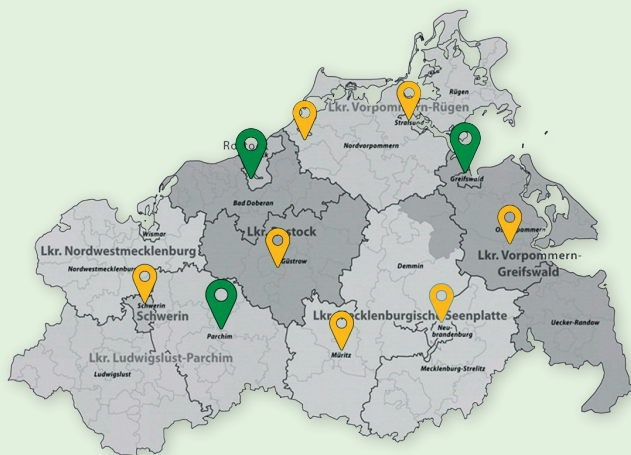 Rügen
Lkr. Vorpommern-Rügen
Stralsund
Nordvorpommern
Greifswald
Bad Doberan
Wismar
Lkr. Nordwestmecklenburg
Nordwestmecklenburg
Güstrow
Lkr. Vorpommern-
Greifswald
Demmin
Schwerin
Schwerin
Parchim
Lkr. Ludwigslust-Parchim
Ludwigslust
Müritz
Neu-
brandenburg
Mecklenburg-Strelitz
Uecker-Randow